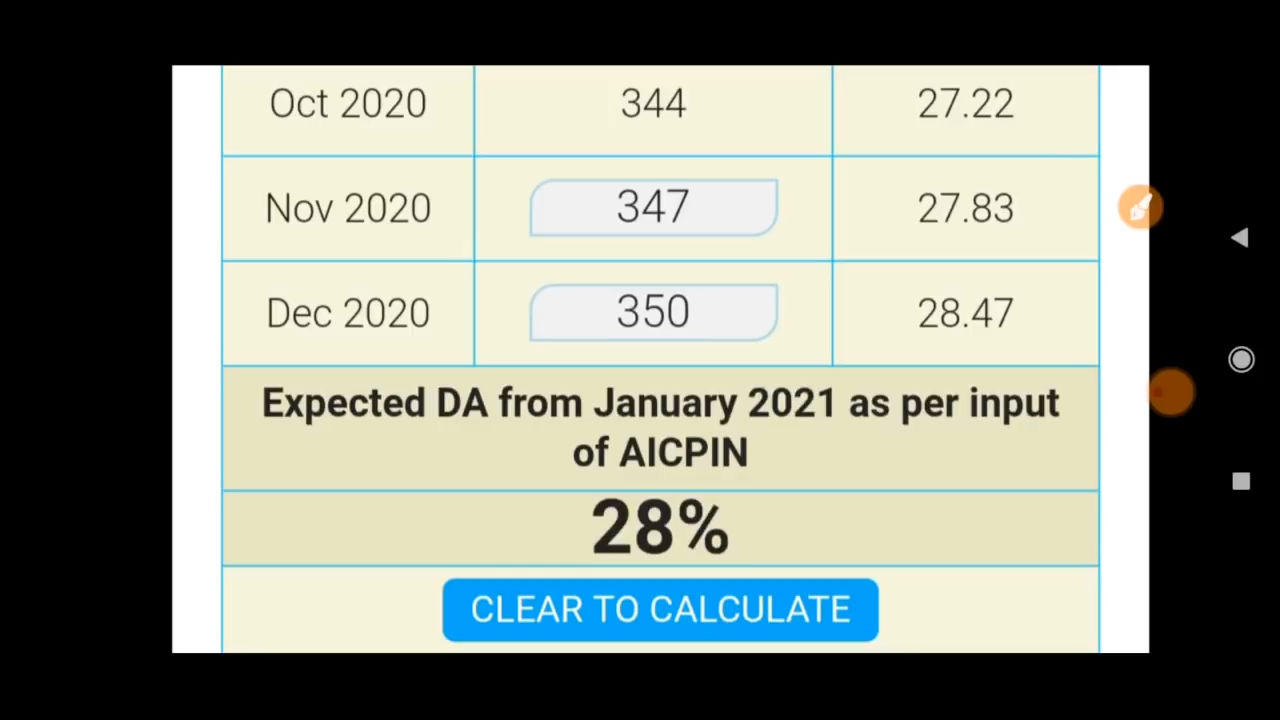 Oct 2020 344 27.22
Nov 2020 347 27.83
Dec 2020 350 28.47
Expected DA from January 2021 as per input
of AICPIN
28%
CLEAR TO CALCULATE